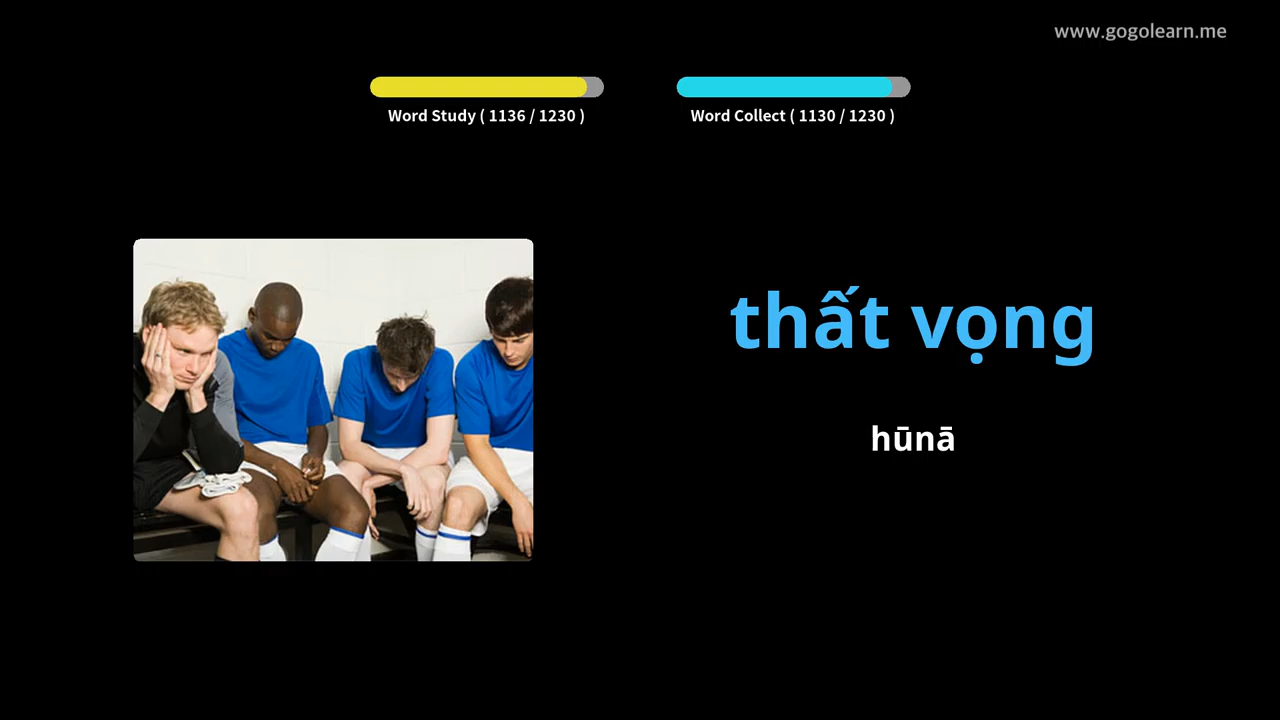 www.gogolearn.me
Word Study ( 1136 / 1230 )
Word Collect ( 1130 / 1230 )
thất vọng
hūnā